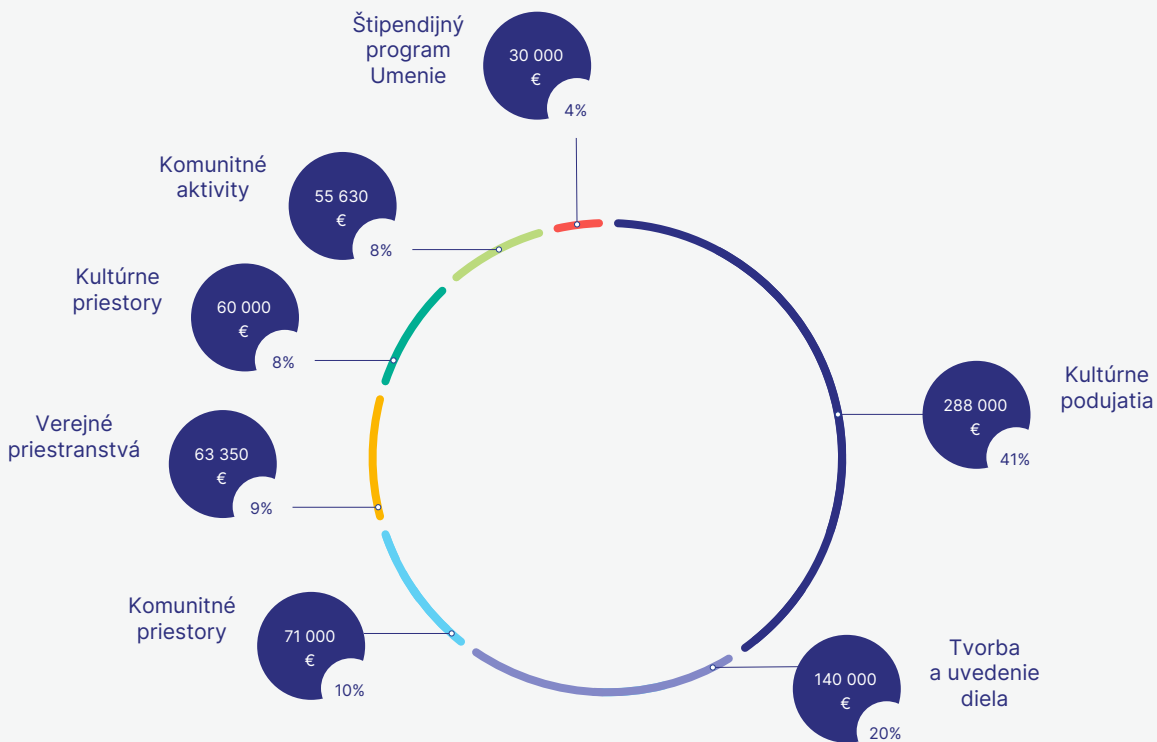 Štipendijný
program
Umenie
30 000
€
4%
Komunitné
aktivity
55 630
€
8%
Kultúrne
priestory
60 000
€
8%
Verejné
priestranstvá
63 350
€
9%
Komunitné
priestory
71 000
€
10%
Kultúrne
podujatia
288 000
€
41%
Tvorba
a uvedenie
diela
140 000
€
20%